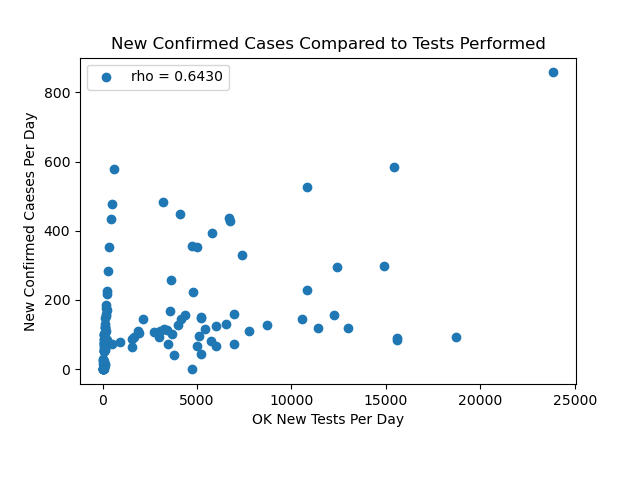 New Confirmed Cases Compared to Tests Performed
rho = 0.6430
New Confirmed Caeses Per Day
800
600
400
200
0
0 5000 10000 15000 20000 25000
OK New Tests Per Day